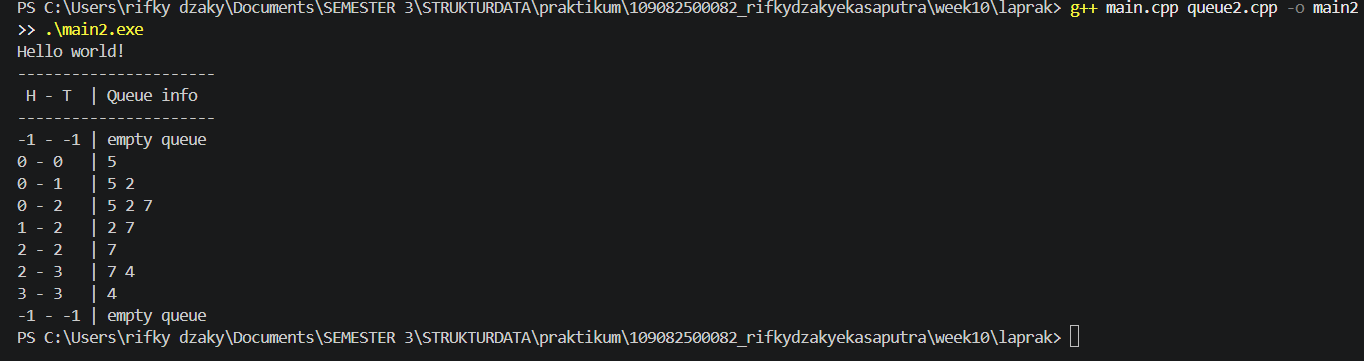 PS C:\Users\rifky dzaky\Documents\SEMESTER 3\STRUKTURDATA\praktikum\109082500082_rifkydzakyekasaputra\week10\laprak> g++ main.cpp queue2.cpp -o main2
>> .\main2.exe
Hello world!
----------------------
 H - T  | Queue info
----------------------
-1 - -1 | empty queue
0 - 0   | 5
0 - 1   | 5 2
0 - 2   | 5 2 7
1 - 2   | 2 7
2 - 2   | 7
2 - 3   | 7 4
3 - 3   | 4
-1 - -1 | empty queue
PS C:\Users\rifky dzaky\Documents\SEMESTER 3\STRUKTURDATA\praktikum\109082500082_rifkydzakyekasaputra\week10\laprak>